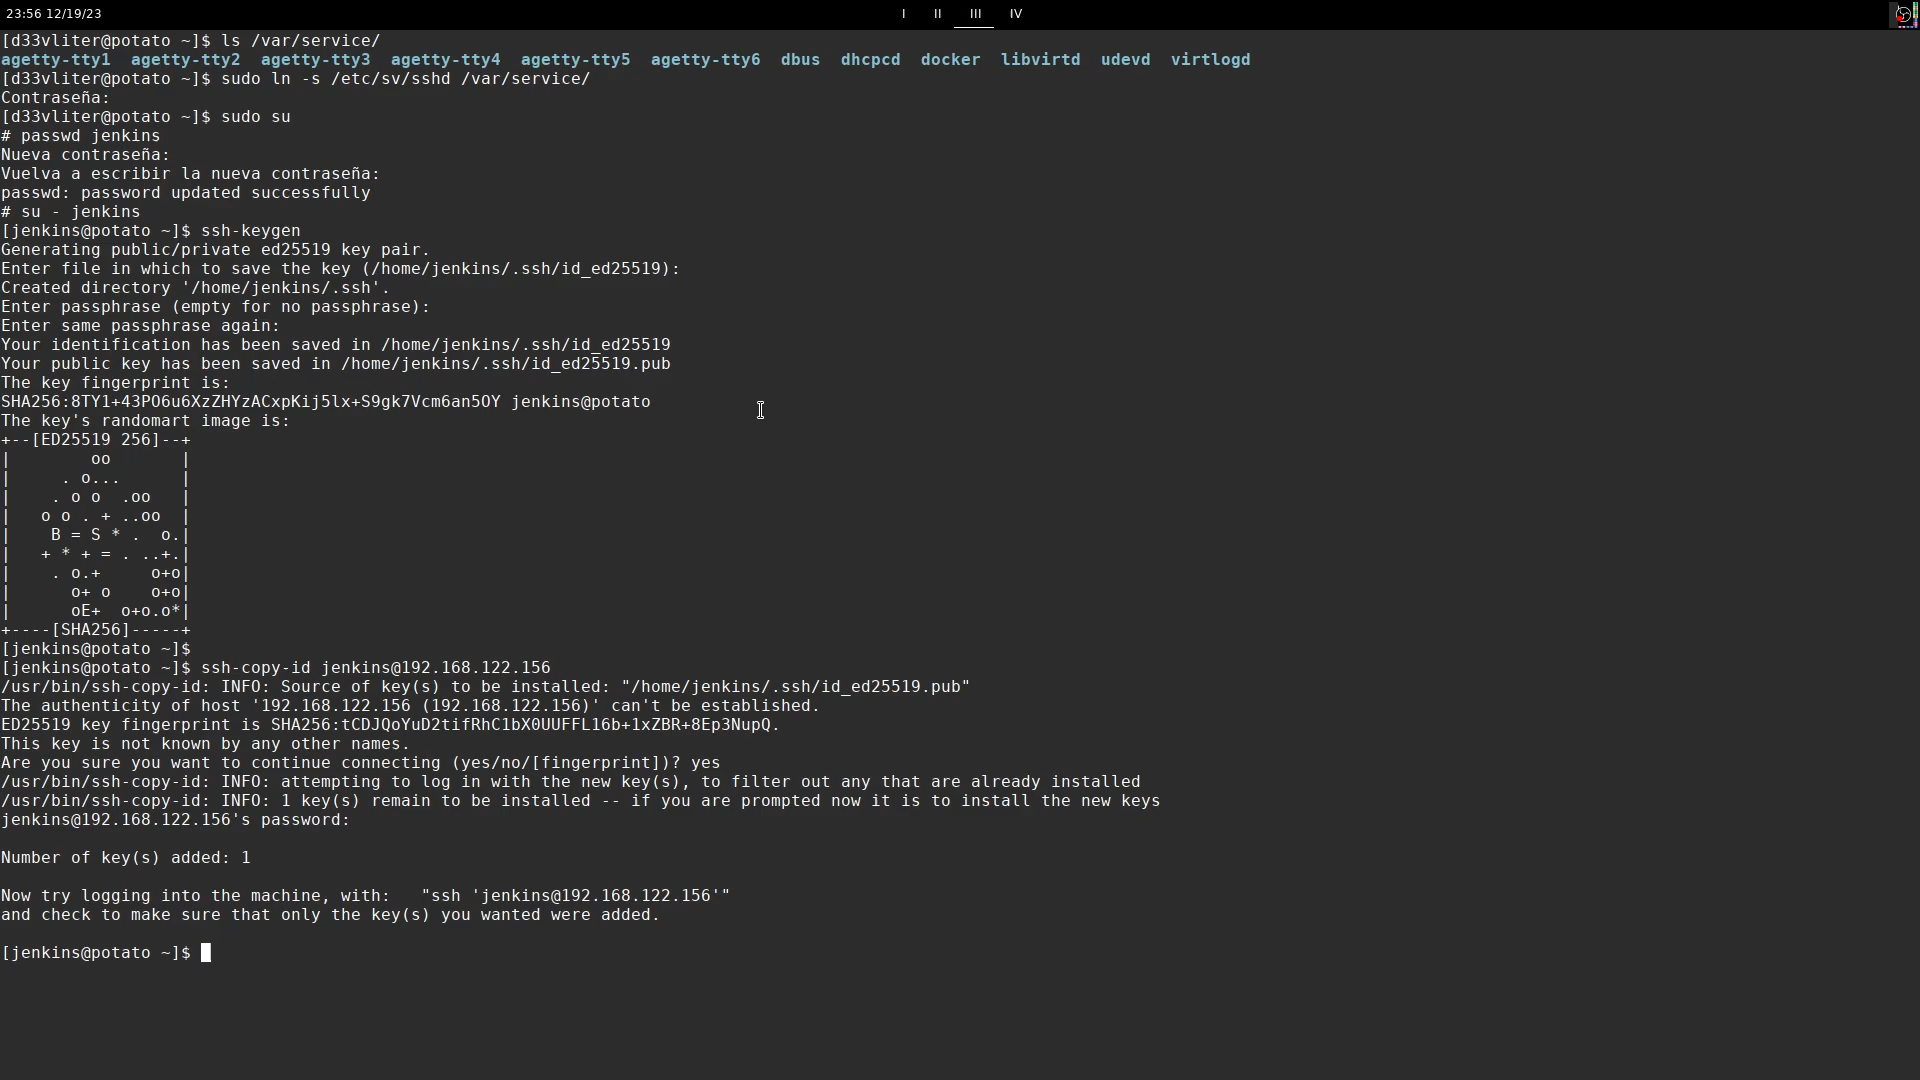 23:56 12/19/23
I II III IV
[d33vliter@potato ~]$ ls /var/service/
agetty-tty1  agetty-tty2  agetty-tty3  agetty-tty4  agetty-tty5  agetty-tty6  dbus  dhcpcd  docker  libvirtd  udevd  virtlogd
[d33vliter@potato ~]$ sudo ln -s /etc/sv/sshd /var/service/
Contraseña:
[d33vliter@potato ~]$ sudo su
# passwd jenkins
Nueva contraseña:
Vuelva a escribir la nueva contraseña:
passwd: password updated successfully
# su - jenkins
[jenkins@potato ~]$ ssh-keygen
Generating public/private ed25519 key pair.
Enter file in which to save the key (/home/jenkins/.ssh/id_ed25519):
Created directory '/home/jenkins/.ssh'.
Enter passphrase (empty for no passphrase):
Enter same passphrase again:
Your identification has been saved in /home/jenkins/.ssh/id_ed25519
Your public key has been saved in /home/jenkins/.ssh/id_ed25519.pub
The key fingerprint is:
SHA256:8TY1+43PO6u6XzZHYzACxpKij5lx+S9gk7Vcm6an5OY jenkins@potato
The key's randomart image is:
+--[ED25519 256]--+
|        oo       |
|     . o...      |
|    . o o  .oo   |
|   o o . + ..oo  |
|    B = S * .  o.|
|   + * + = . ..+.|
|    . o.+     o+o|
|      o+ o    o+o|
|      oE+  o+o.o*|
+----[SHA256]-----+
[jenkins@potato ~]$
[jenkins@potato ~]$ ssh-copy-id jenkins@192.168.122.156
/usr/bin/ssh-copy-id: INFO: Source of key(s) to be installed: "/home/jenkins/.ssh/id_ed25519.pub"
The authenticity of host '192.168.122.156 (192.168.122.156)' can't be established.
ED25519 key fingerprint is SHA256:tCDJQoYuD2tifRhC1bX0UUFFL16b+1xZBR+8Ep3NupQ.
This key is not known by any other names.
Are you sure you want to continue connecting (yes/no/[fingerprint])? yes
/usr/bin/ssh-copy-id: INFO: attempting to log in with the new key(s), to filter out any that are already installed
/usr/bin/ssh-copy-id: INFO: 1 key(s) remain to be installed -- if you are prompted now it is to install the new keys
jenkins@192.168.122.156's password:
Number of key(s) added: 1
Now try logging into the machine, with:   "ssh 'jenkins@192.168.122.156'"
and check to make sure that only the key(s) you wanted were added.
[jenkins@potato ~]$